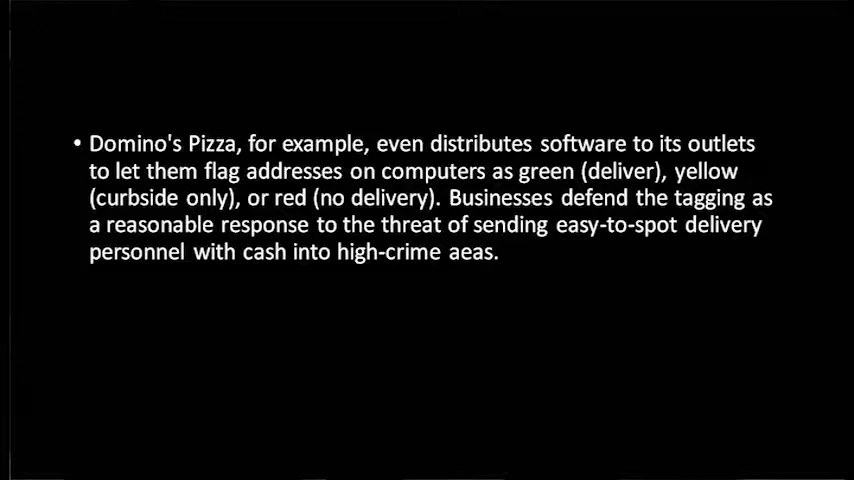 • Domino's Pizza, for example, even distributes software to its outlets
to let them flag addresses on computers as green (deliver), yellow
(curbside only), or red (no delivery). Businesses defend the tagging as
a reasonable response to the threat of sending easy-to-spot delivery
personnel with cash into high-crime aeas.